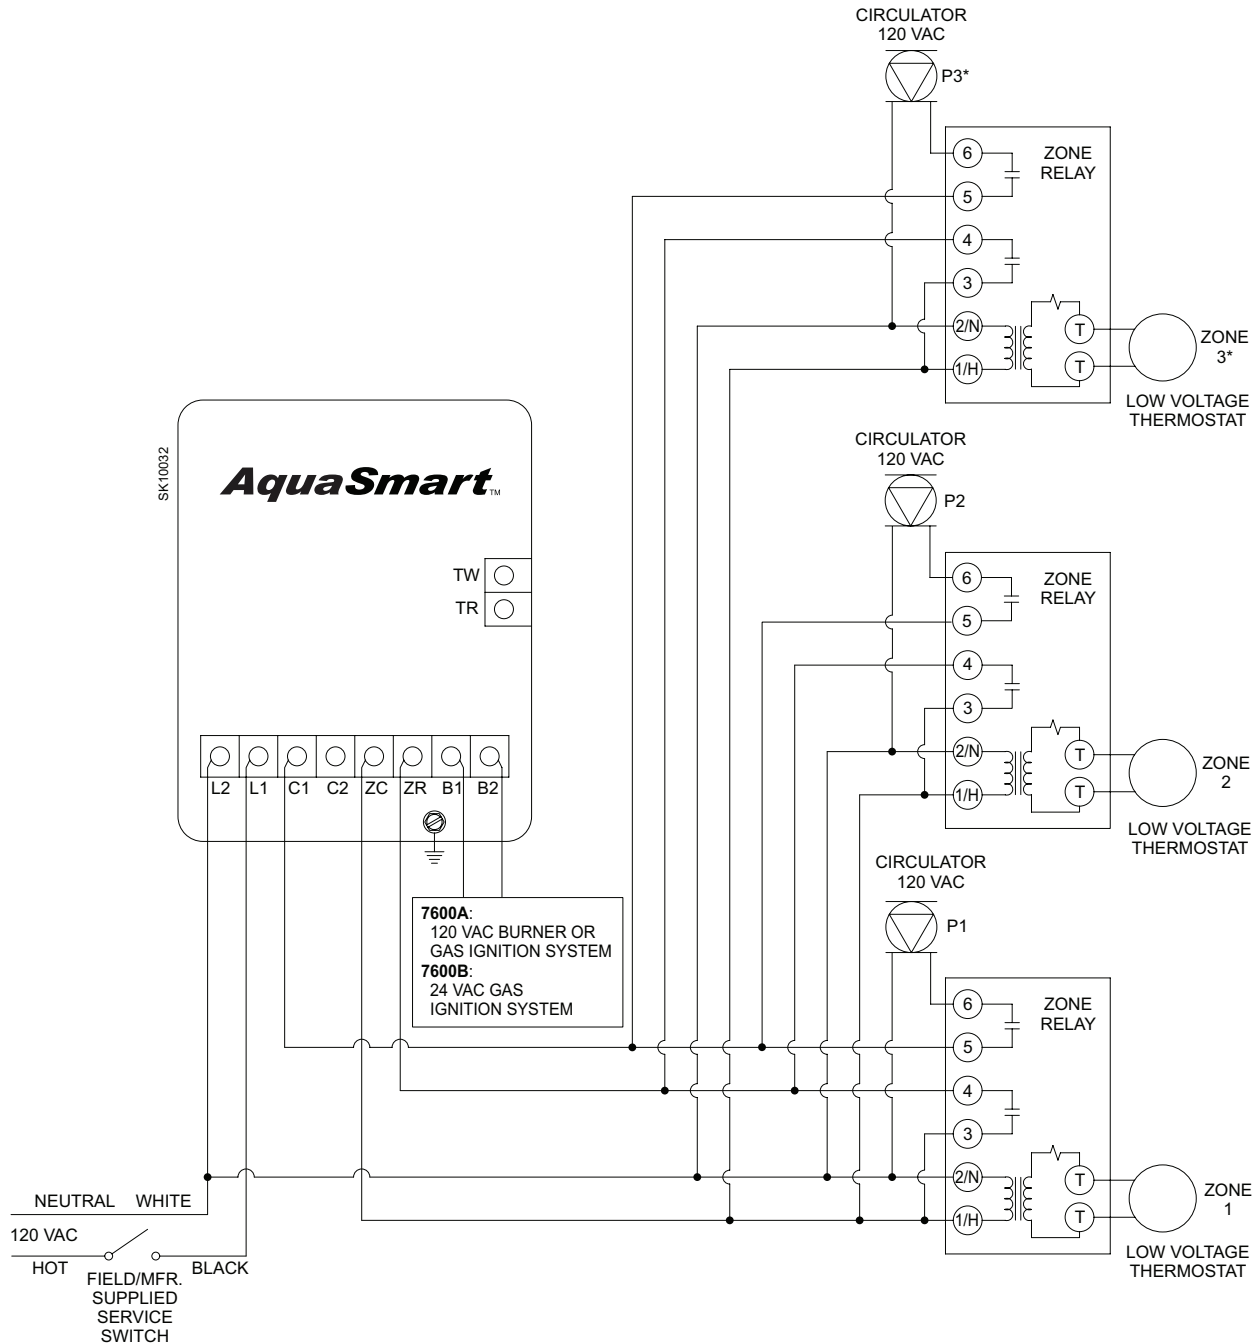 CIRCULATOR
120 VAC
P3*
6
ZONE
RELAY
5
4
3
2/N
1/H
T
T
ZONE
3*
LOW VOLTAGE
THERMOSTAT
SK10032
AquaSmart™
TW
TR
L2 L1 C1 C2 ZC ZR B1 B2
CIRCULATOR
120 VAC
P2
6
ZONE
RELAY
5
4
3
2/N
1/H
T
T
ZONE
2
LOW VOLTAGE
THERMOSTAT
7600A:
120 VAC BURNER OR
GAS IGNITION SYSTEM
7600B:
24 VAC GAS
IGNITION SYSTEM
CIRCULATOR
120 VAC
P1
6
ZONE
RELAY
5
4
3
2/N
1/H
T
T
ZONE
1
LOW VOLTAGE
THERMOSTAT
NEUTRAL WHITE
120 VAC
HOT
BLACK
FIELD/MFR.
SUPPLIED
SERVICE
SWITCH